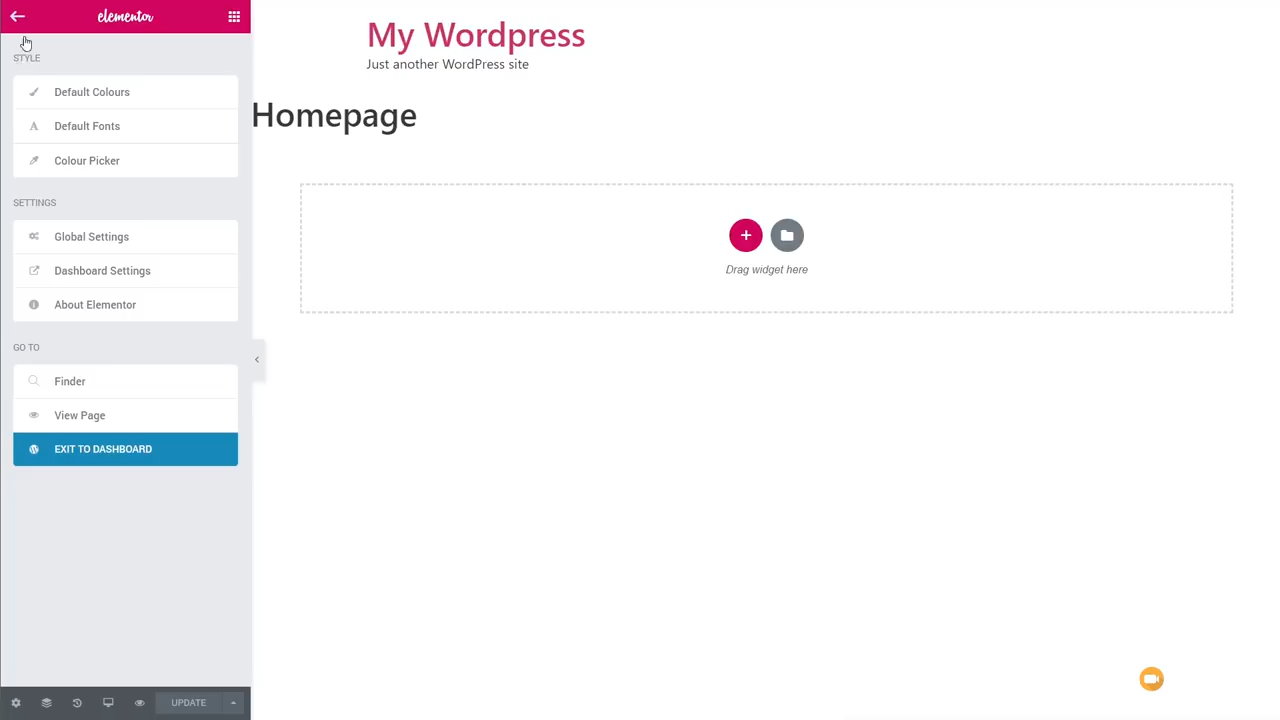 elementor
STYLE
Default Colours
Default Fonts
Colour Picker
SETTINGS
Global Settings
Dashboard Settings
About Elementor
GO TO
Finder
View Page
EXIT TO DASHBOARD
UPDATE
My Wordpress
Just another WordPress site
Homepage
Drag widget here